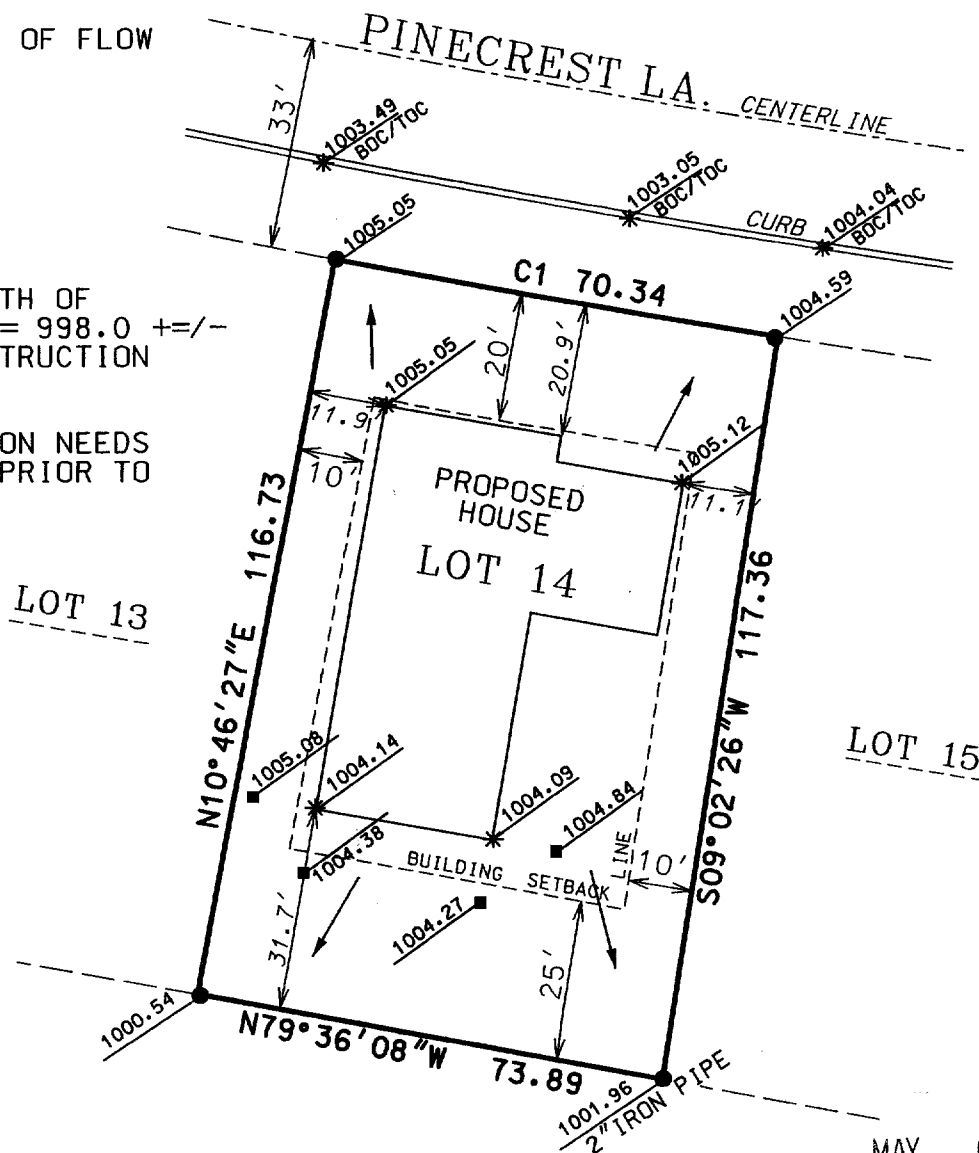 OF FLOW
PINECREST LA.
CENTERLINE
33'
1003.49
BOC/TOC
1003.05
BOC/TOC
CURB
1004.04
BOC/TOC
1005.05
C1 70.34
1004.59
TH OF
= 998.0 +=/-
TRUCTION
20'
20.9'
1005.05
11.9
ON NEEDS
PRIOR TO
10'
1005.12
11.1'
PROPOSED
HOUSE
LOT 14
N10°46'27"E 116.73
S09°02'26"W 117.36
LOT 13
LOT 15
1005.08
1004.14
1004.09
1004.84
1004.38
BUILDING SETBACK LINE
10'
1004.27
31.7'
25'
1000.54
N79°36'08"W 73.89
1001.96
2"IRON PIPE
MAY